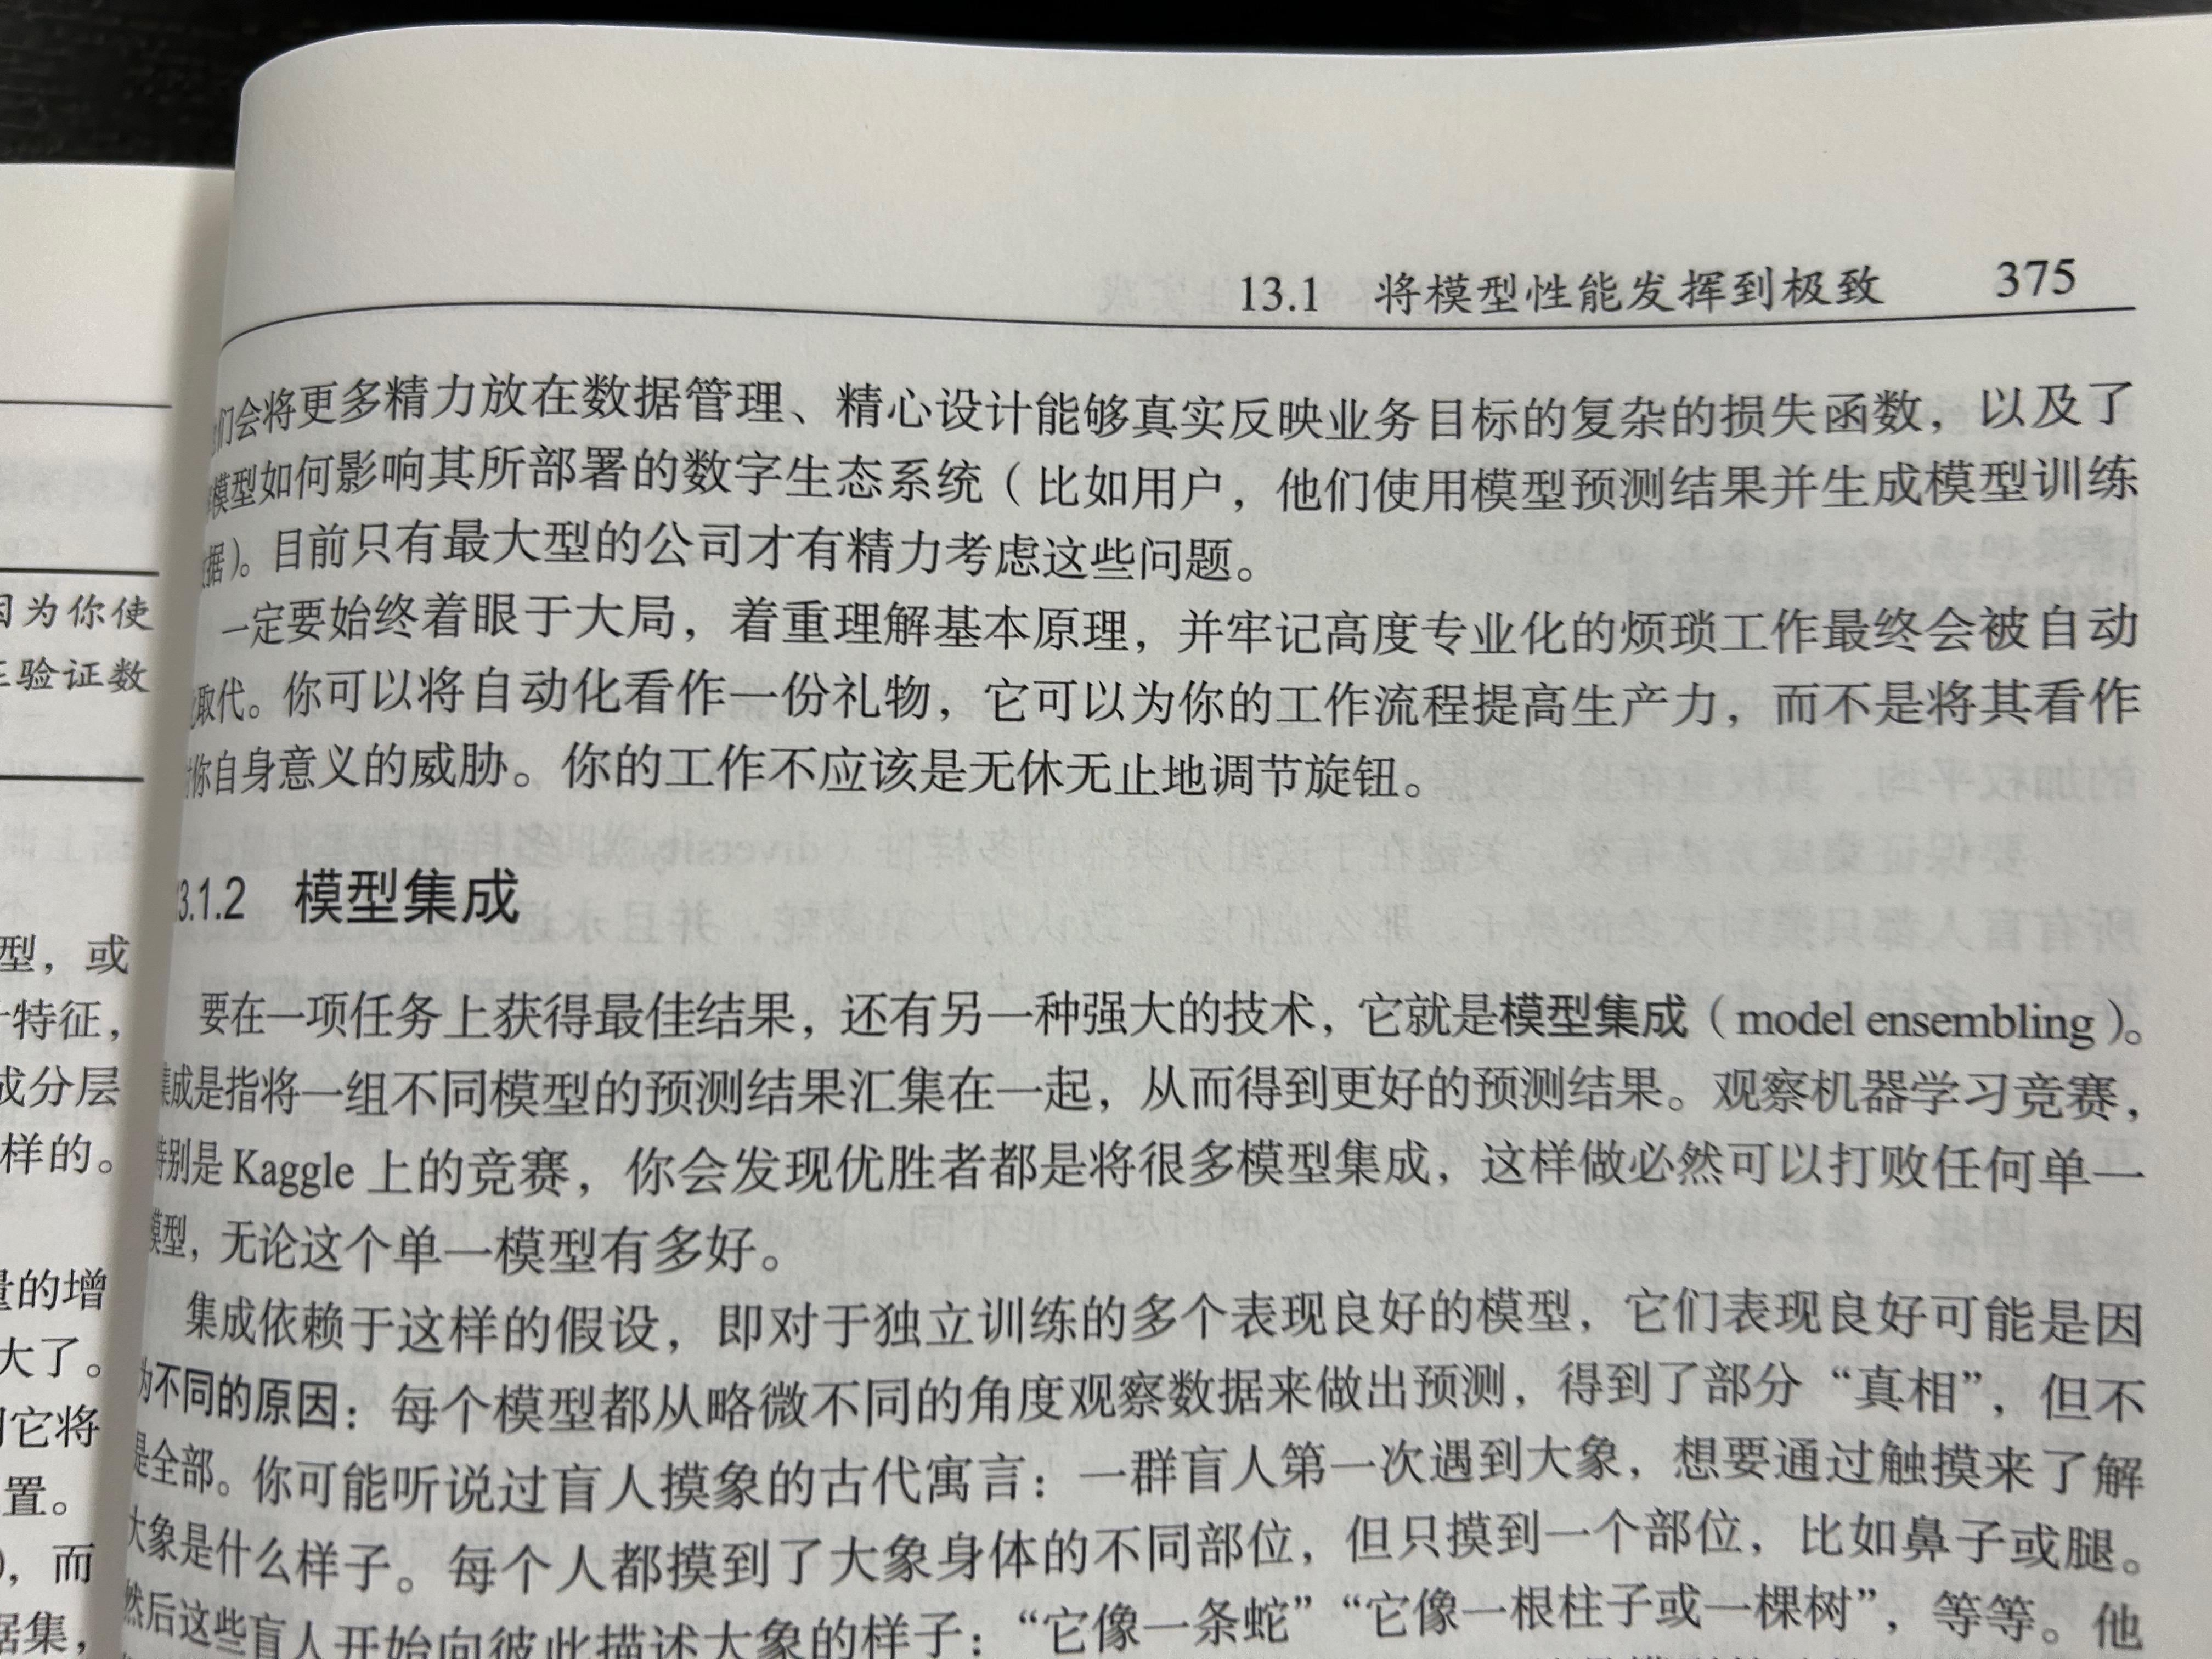 13.1 将模型性能发挥到极致 375
们会将更多精力放在数据管理、精心设计能够真实反映业务目标的复杂的损失函数，以及了
模型如何影响其所部署的数字生态系统（比如用户，他们使用模型预测结果并生成模型训练
据）。目前只有最大型的公司才有精力考虑这些问题。
一定要始终着眼于大局，着重理解基本原理，并牢记高度专业化的烦琐工作最终会被自动
取代。你可以将自动化看作一份礼物，它可以为你的工作流程提高生产力，而不是将其看作
你自身意义的威胁。你的工作不应该是无休无止地调节旋钮。
13.1.2 模型集成
要在一项任务上获得最佳结果，还有另一种强大的技术，它就是模型集成（model ensembling）。
集成是指将一组不同模型的预测结果汇集在一起，从而得到更好的预测结果。观察机器学习竞赛，
特别是 Kaggle 上的竞赛，你会发现优胜者都是将很多模型集成，这样做必然可以打败任何单一
模型，无论这个单一模型有多好。
集成依赖于这样的假设，即对于独立训练的多个表现良好的模型，它们表现良好可能是因
为不同的原因：每个模型都从略微不同的角度观察数据来做出预测，得到了部分“真相”，但不
是全部。你可能听说过盲人摸象的古代寓言：一群盲人第一次遇到大象，想要通过触摸来了解
大象是什么样子。每个人都摸到了大象身体的不同部位，但只摸到一个部位，比如鼻子或腿。
然后这些盲人开始向彼此描述大象的样子：“它像一条蛇”“它像一根柱子或一棵树”，等等。他
因为你使
验证数
型，或
特征，
成分层
样的。
量的增
大了。
它将
置。
，而
据集，